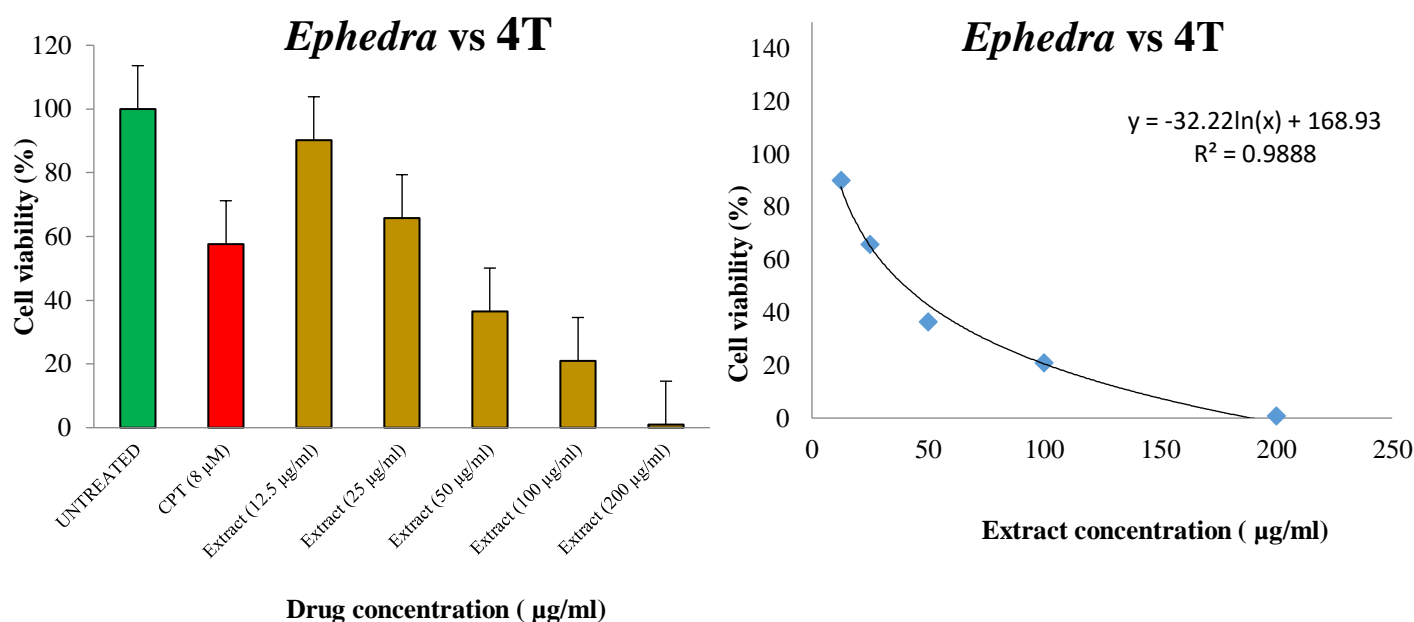 Ephedra vs 4T
Cell viability (%)
120
100
80
60
40
20
0
UNTREATED
CPT (8 µM)
Extract (12.5 µg/ml)
Extract (25 µg/ml)
Extract (50 µg/ml)
Extract (100 µg/ml)
Extract (200 µg/ml)
Drug concentration ( µg/ml)
Ephedra vs 4T
y = -32.22ln(x) + 168.93
R² = 0.9888
Cell viability (%)
140
120
100
80
60
40
20
0
0 50 100 150 200 250
Extract concentration ( µg/ml)